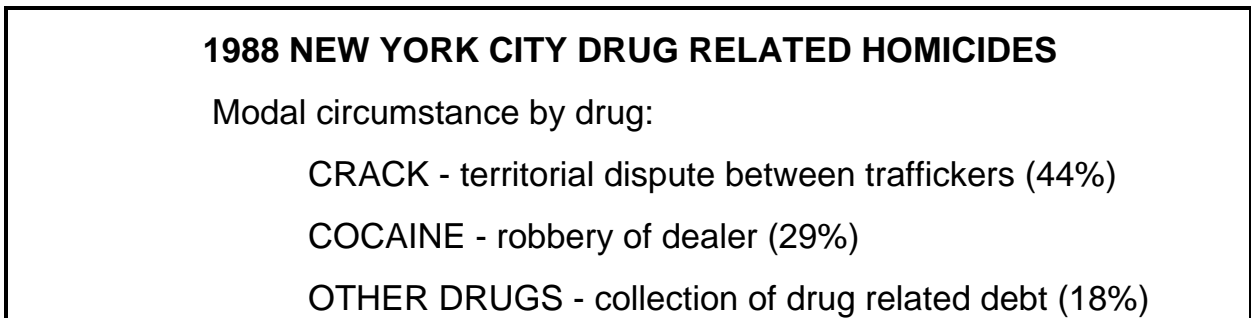 1988 NEW YORK CITY DRUG RELATED HOMICIDES
Modal circumstance by drug:
CRACK - territorial dispute between traffickers (44%)
COCAINE - robbery of dealer (29%)
OTHER DRUGS - collection of drug related debt (18%)